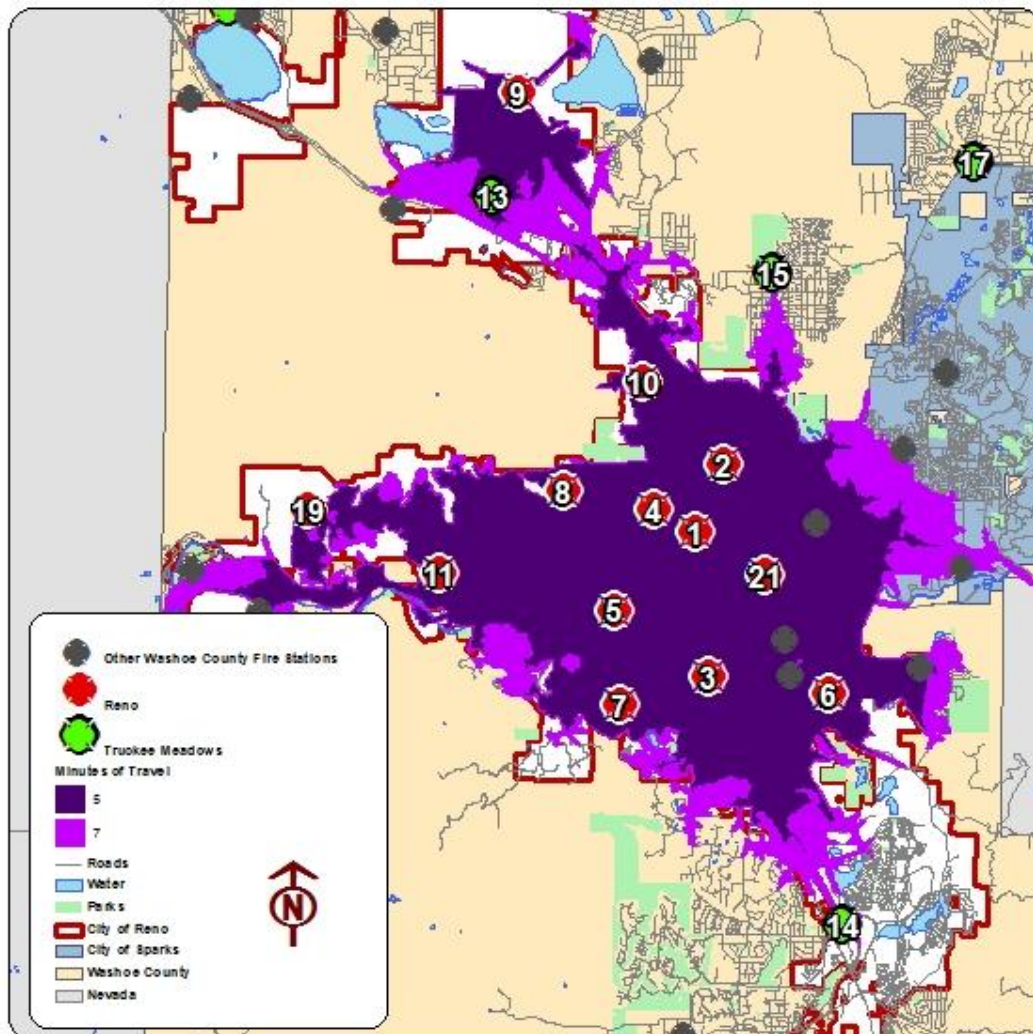 9
13
17
15
10
2
8
4
19
1
11
21
5
3
6
7
14
Other Washoe County Fire Stations
Reno
Truckee Meadows
Minutes of Travel
5
7
Roads
Water
Parks
City of Reno
City of Sparks
Washoe County
Nevada
N